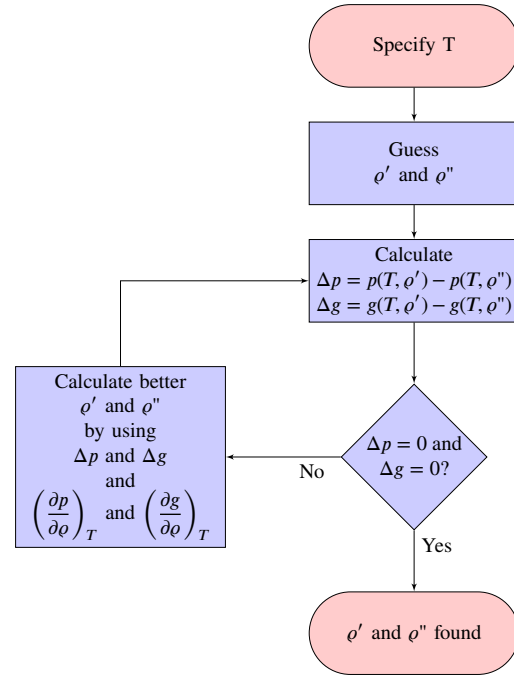 Specify T
Guess
ϱ′ and ϱ"
Calculate
Δp = p(T, ϱ′) − p(T, ϱ")
Δg = g(T, ϱ′) − g(T, ϱ")
Calculate better
ϱ′ and ϱ"
by using
Δp and Δg
and
(∂p/∂ϱ)_T and (∂g/∂ϱ)_T
Δp = 0 and
Δg = 0?
No
Yes
ϱ′ and ϱ" found